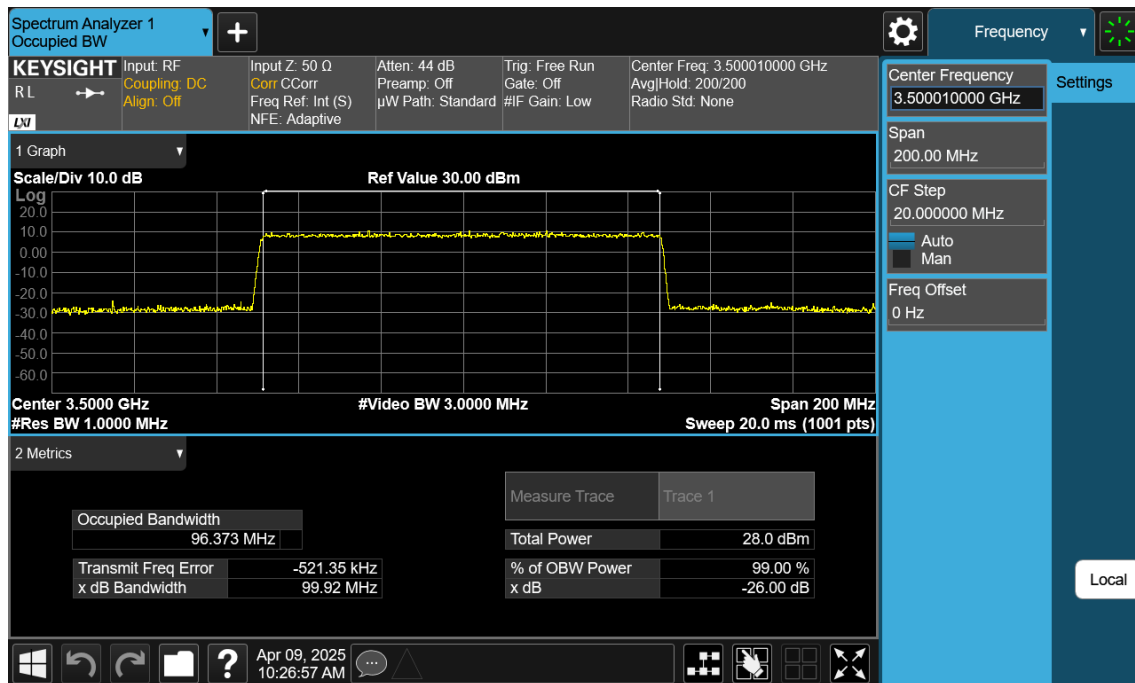 Spectrum Analyzer 1
Occupied BW
+
Frequency
KEYSIGHT
R L
LXI
Input: RF
Coupling: DC
Align: Off
Input Z: 50 Ω
Corr CCorr
Freq Ref: Int (S)
NFE: Adaptive
Atten: 44 dB
Preamp: Off
µW Path: Standard
Trig: Free Run
Gate: Off
#IF Gain: Low
Center Freq: 3.500010000 GHz
Avg|Hold: 200/200
Radio Std: None
1 Graph
Scale/Div 10.0 dB
Ref Value 30.00 dBm
Log
20.0
10.0
0.00
-10.0
-20.0
-30.0
-40.0
-50.0
-60.0
Center 3.5000 GHz
#Video BW 3.0000 MHz
Span 200 MHz
#Res BW 1.0000 MHz
Sweep 20.0 ms (1001 pts)
2 Metrics
Measure Trace
Trace 1
Occupied Bandwidth
96.373 MHz
Total Power
28.0 dBm
Transmit Freq Error
-521.35 kHz
% of OBW Power
99.00 %
x dB Bandwidth
99.92 MHz
x dB
-26.00 dB
Center Frequency
3.500010000 GHz
Settings
Span
200.00 MHz
CF Step
20.000000 MHz
Auto
Man
Freq Offset
0 Hz
Local
?
Apr 09, 2025
10:26:57 AM